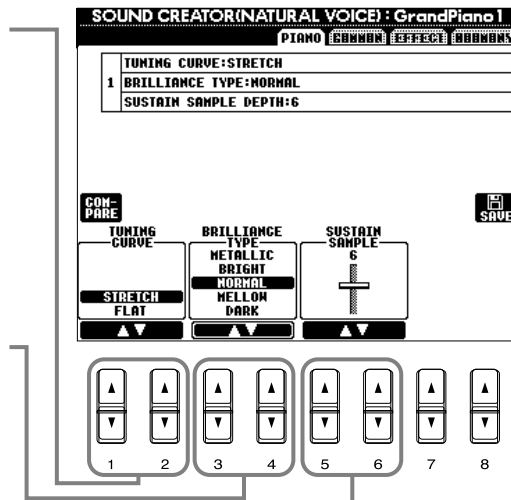 SOUND CREATOR(NATURAL VOICE) : GrandPiano1
PIANO COMMON EFFECT HARMONY
TUNING CURVE:STRETCH
1 BRILLIANCE TYPE:NORMAL
SUSTAIN SAMPLE DEPTH:6
COM-
PARE
SAVE
TUNING
CURVE
STRETCH
FLAT
BRILLIANCE
TYPE
METALLIC
BRIGHT
NORMAL
MELLOW
DARK
SUSTAIN
SAMPLE
6
1 2 3 4 5 6 7 8